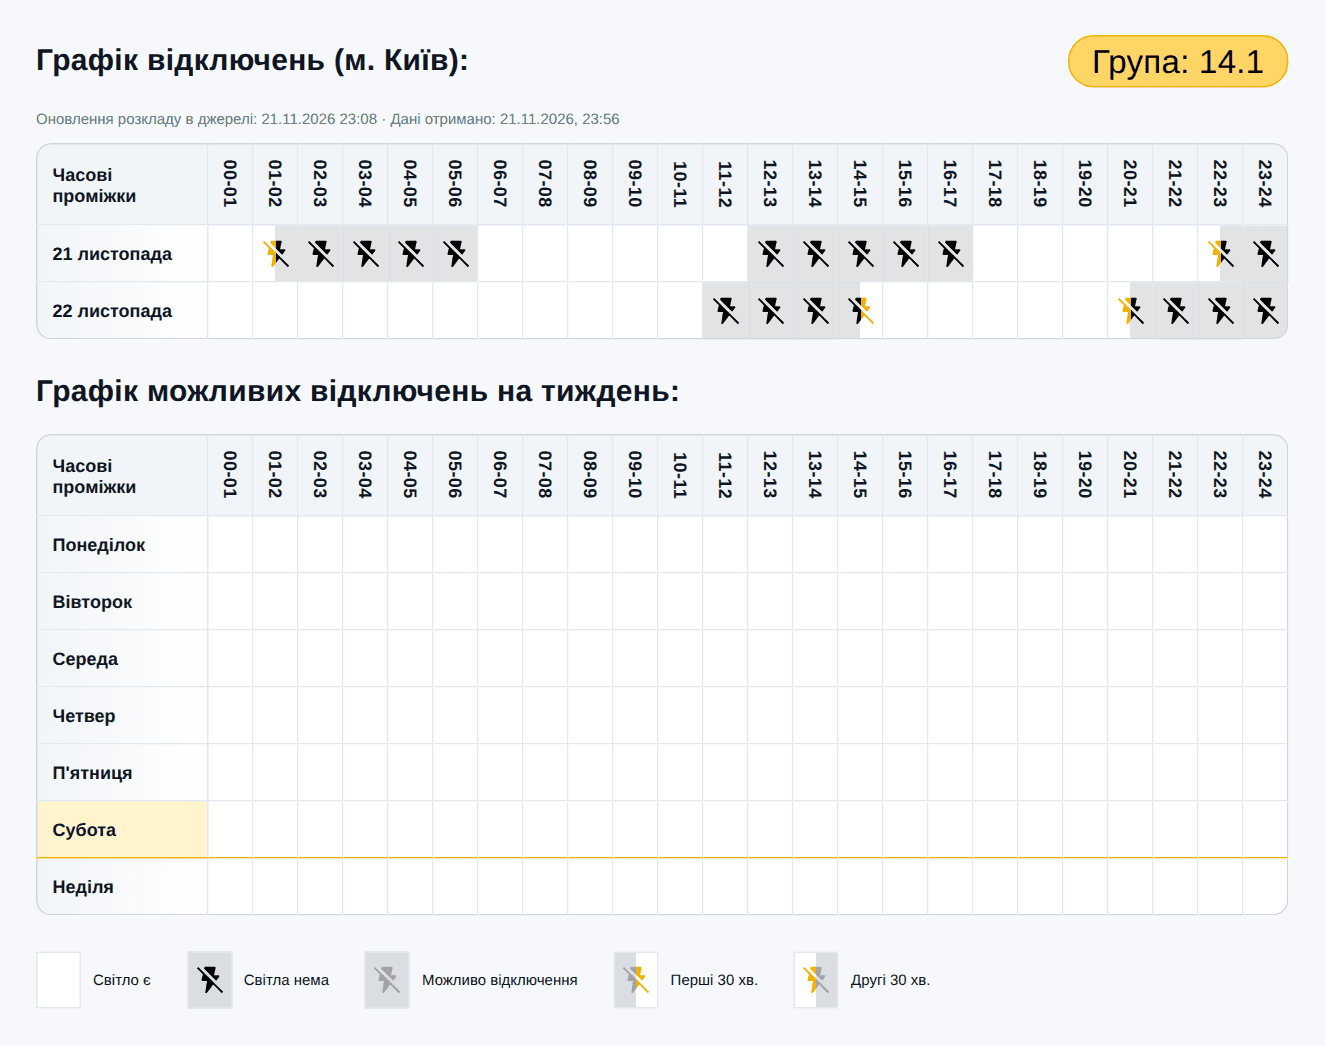 Графік відключень (м. Київ):
Група: 14.1
Оновлення розкладу в джерелі: 21.11.2026 23:08 · Дані отримано: 21.11.2026, 23:56
Часові проміжки 00-01 01-02 02-03 03-04 04-05 05-06 06-07 07-08 08-09 09-10 10-11 11-12 12-13 13-14 14-15 15-16 16-17 17-18 18-19 19-20 20-21 21-22 22-23 23-24
21 листопада
22 листопада
Графік можливих відключень на тиждень:
Часові проміжки 00-01 01-02 02-03 03-04 04-05 05-06 06-07 07-08 08-09 09-10 10-11 11-12 12-13 13-14 14-15 15-16 16-17 17-18 18-19 19-20 20-21 21-22 22-23 23-24
Понеділок
Вівторок
Середа
Четвер
П'ятниця
Субота
Неділя
Світло є Світла нема Можливо відключення Перші 30 хв. Другі 30 хв.